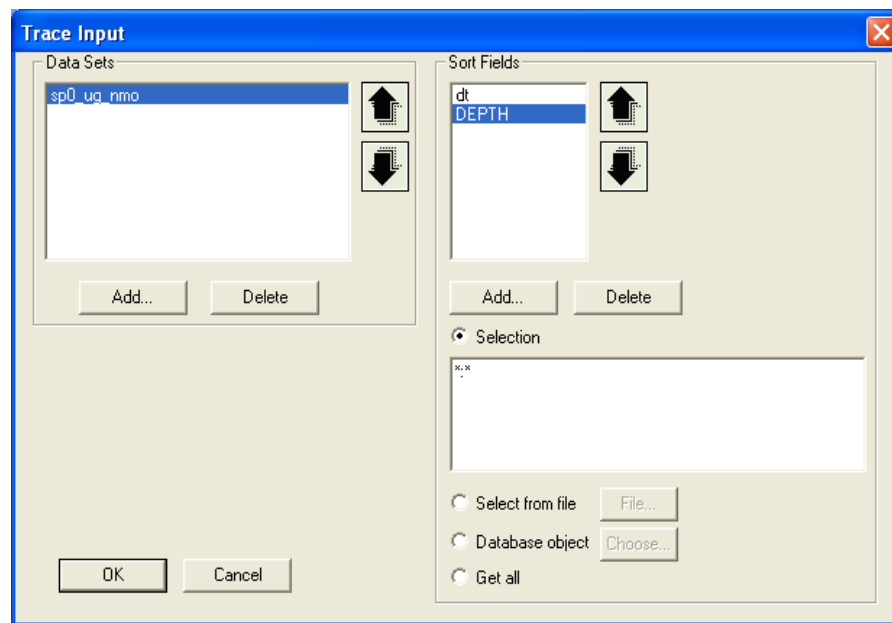 Trace Input
Data Sets
sp0_ug_nmo
Add...
Delete
OK
Cancel
Sort Fields
dt
DEPTH
Add...
Delete
Selection
*:*
Select from file
File...
Database object
Choose...
Get all